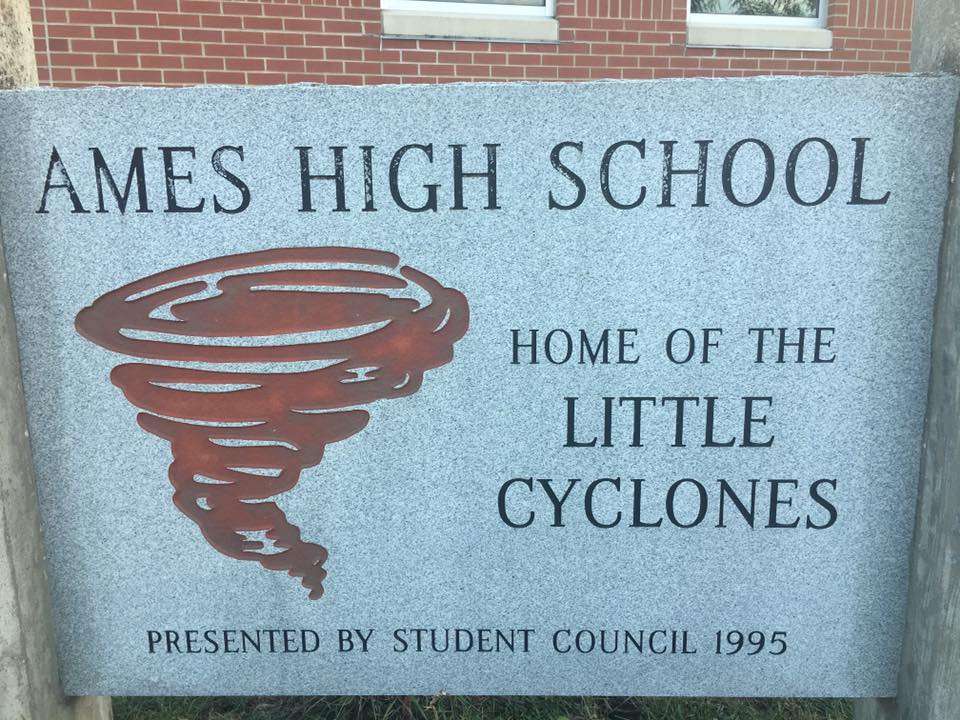 AMES HIGH SCHOOL
HOME OF THE
LITTLE
CYCLONES
PRESENTED BY STUDENT COUNCIL 1995